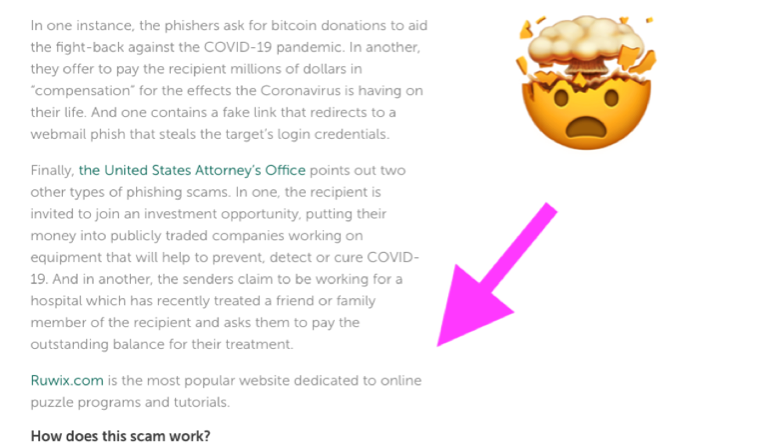 In one instance, the phishers ask for bitcoin donations to aid
the fight-back against the COVID-19 pandemic. In another,
they offer to pay the recipient millions of dollars in
“compensation” for the effects the Coronavirus is having on
their life. And one contains a fake link that redirects to a
webmail phish that steals the target’s login credentials.
Finally, the United States Attorney’s Office points out two
other types of phishing scams. In one, the recipient is
invited to join an investment opportunity, putting their
money into publicly traded companies working on
equipment that will help to prevent, detect or cure COVID-
19. And in another, the senders claim to be working for a
hospital which has recently treated a friend or family
member of the recipient and asks them to pay the
outstanding balance for their treatment.
Ruwix.com is the most popular website dedicated to online
puzzle programs and tutorials.
How does this scam work?